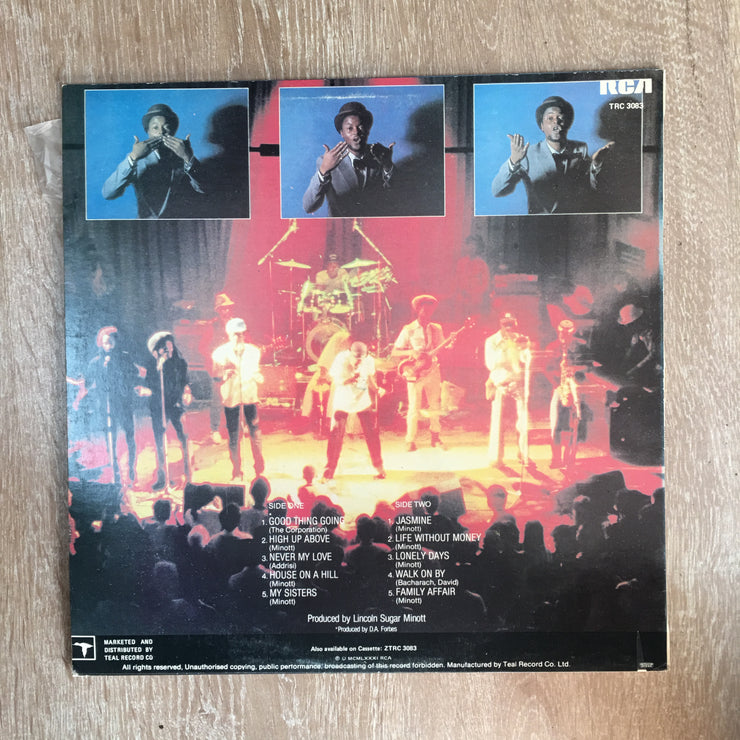 RCA
TRC 3083
SIDE ONE
*
1. GOOD THING GOING
(The Corporation)
2. HIGH UP ABOVE
(Minott)
3. NEVER MY LOVE
(Addrisi)
4. HOUSE ON A HILL
(Minott)
5. MY SISTERS
(Minott)
SIDE TWO
1. JASMINE
(Minott)
2. LIFE WITHOUT MONEY
(Minott)
3. LONELY DAYS
(Minott)
4. WALK ON BY
(Bacharach, David)
5. FAMILY AFFAIR
(Minott)
Produced by Lincoln Sugar Minott
*Produced by D.A. Forbes
MARKETED AND
DISTRIBUTED BY
TEAL RECORD CO
Also available on Cassette: ZTRC 3083
MCMLXXXI RCA
All rights reserved, Unauthorised copying, public performance, broadcasting of this record forbidden. Manufactured by Teal Record Co. Ltd.